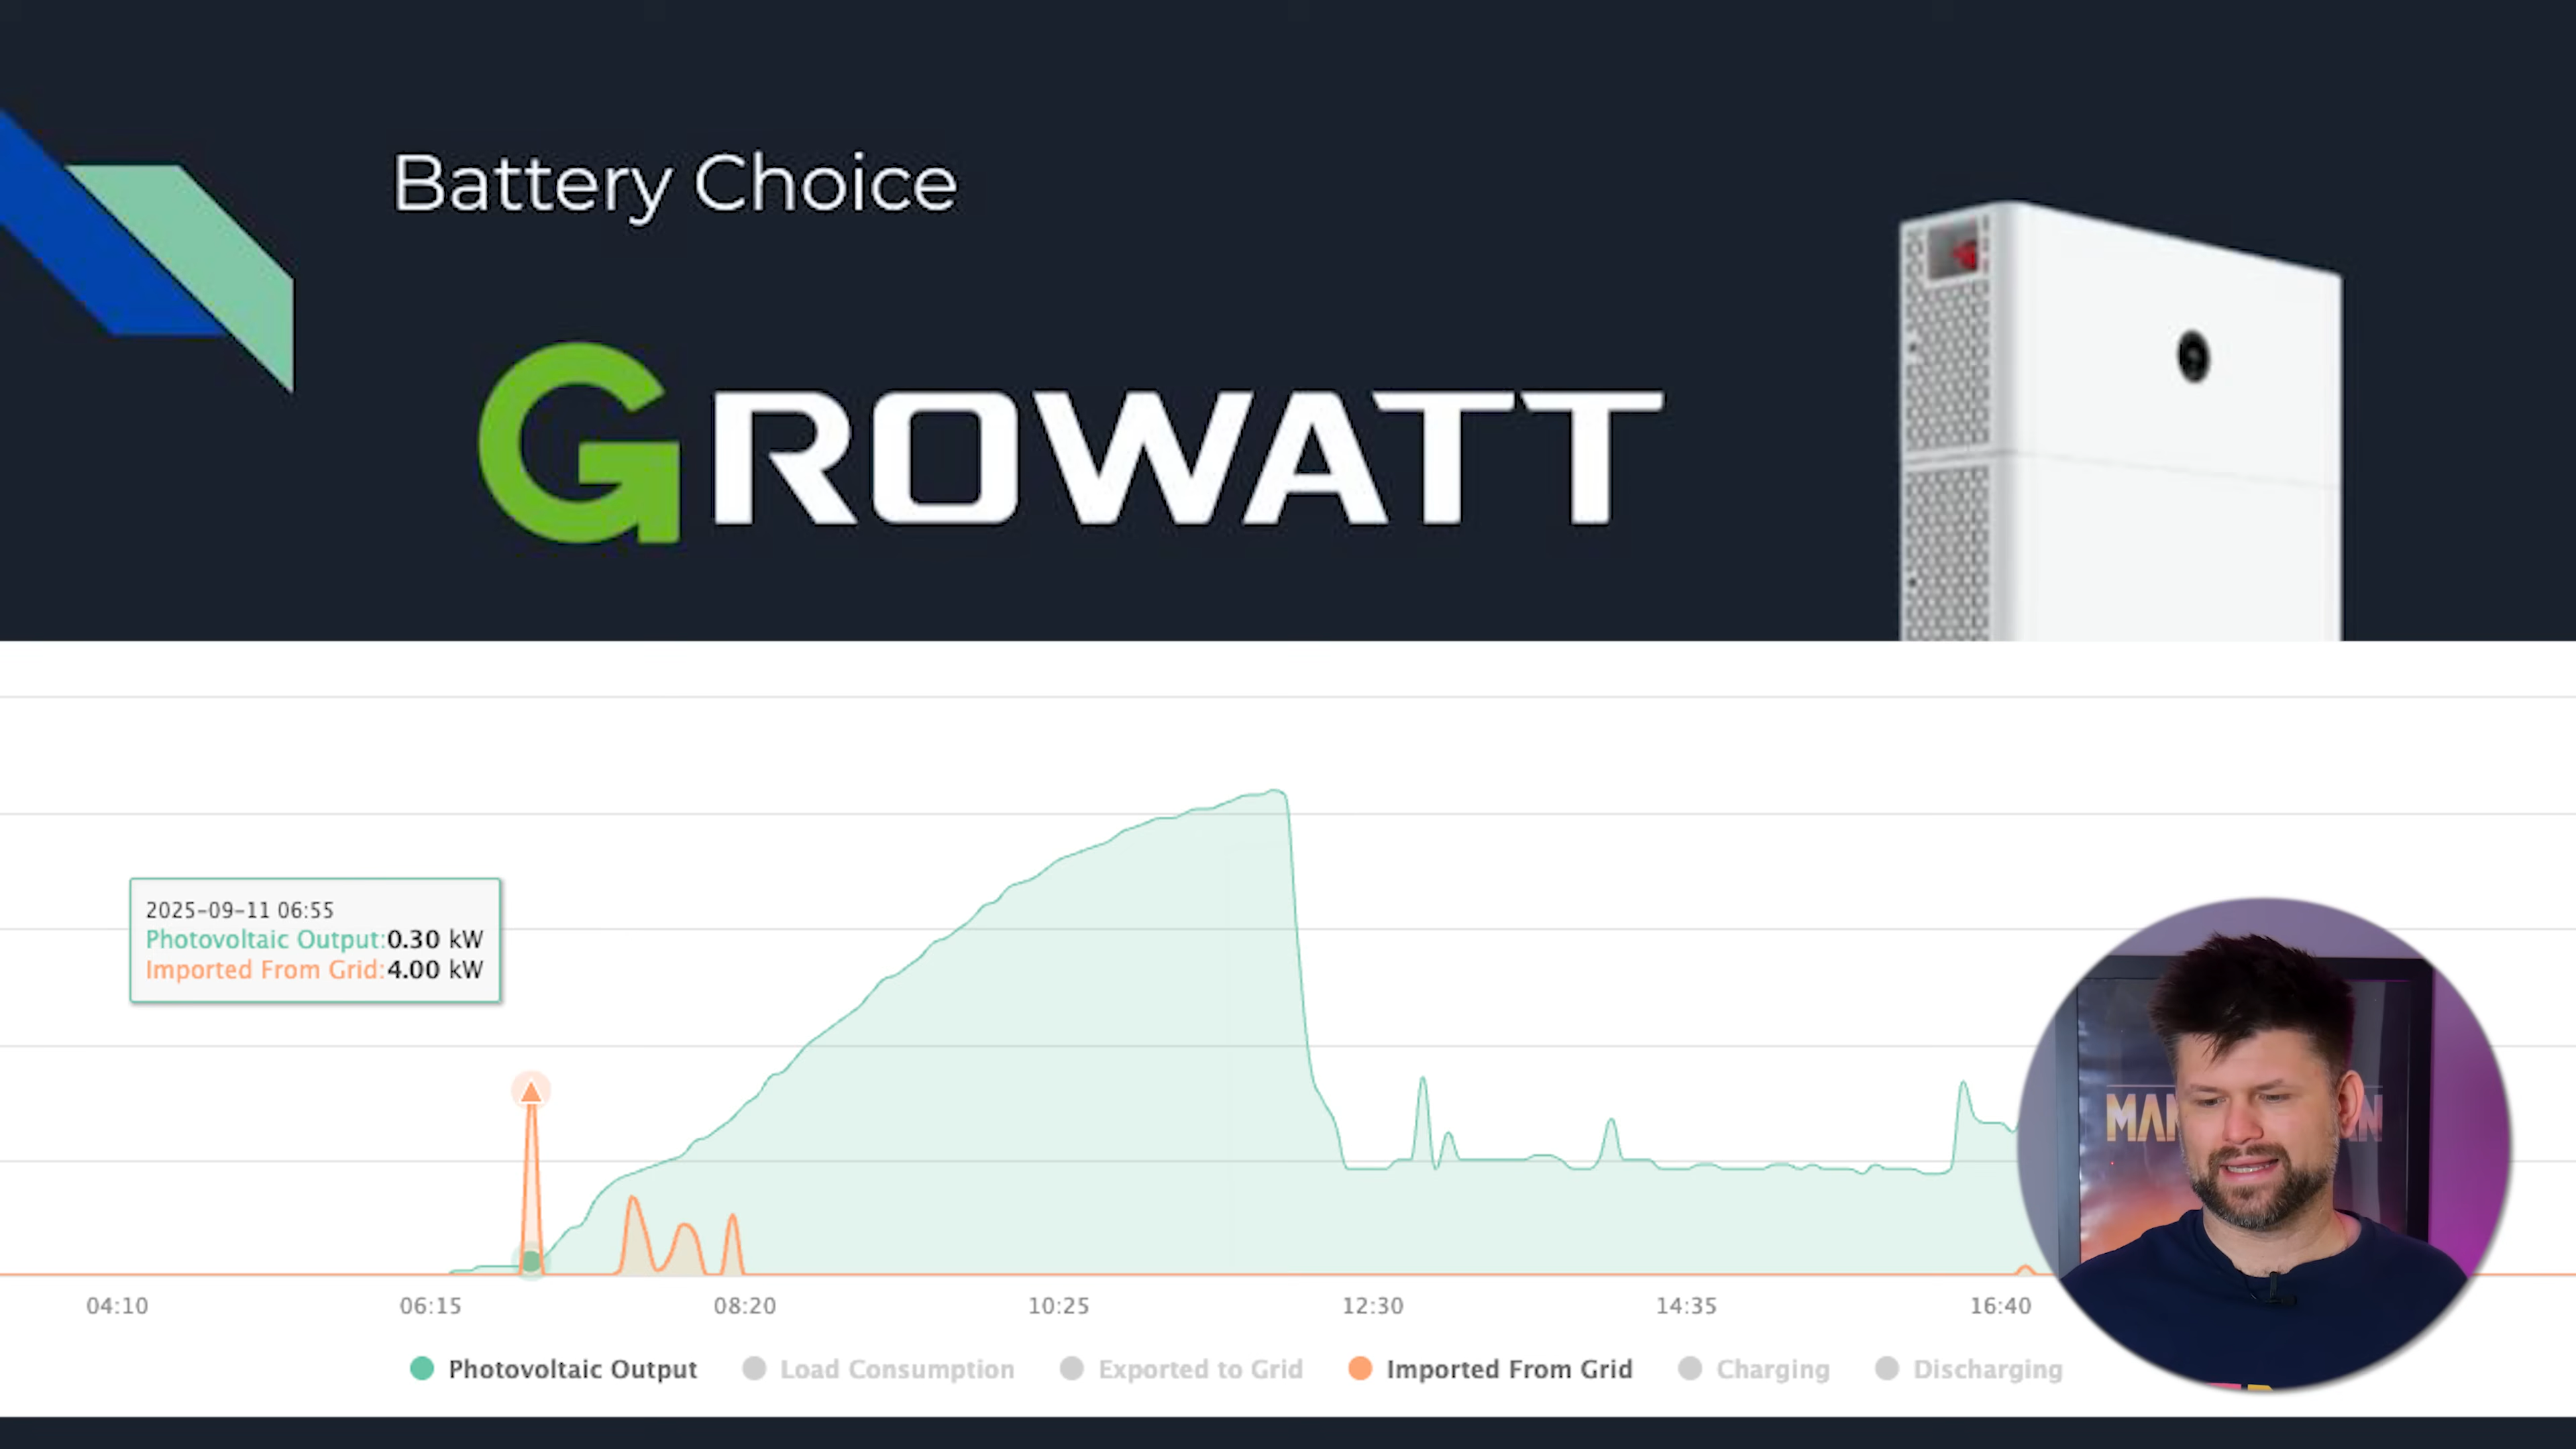 Battery Choice
GROWATT
2025-09-11 06:55
Photovoltaic Output:0.30 kW
Imported From Grid:4.00 kW
04:10 06:15 08:20 10:25 12:30 14:35 16:40
Photovoltaic Output Load Consumption Exported to Grid Imported From Grid Charging Discharging